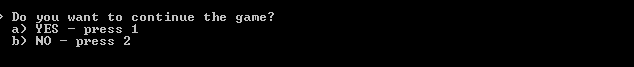 > Do you want to continue the game?
a) YES - press 1
b) NO - press 2